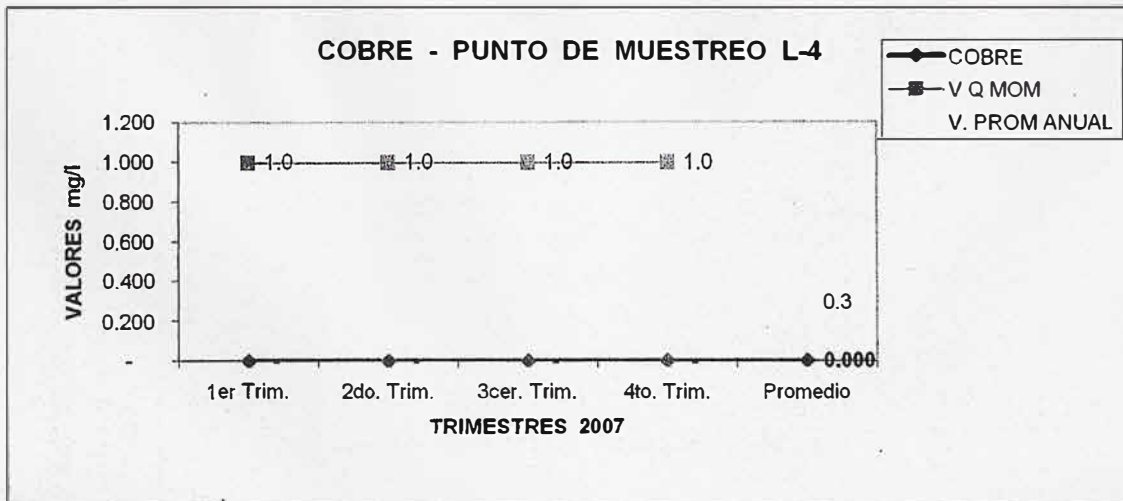 COBRE - PUNTO DE MUESTREO L-4
COBRE
V Q MOM
V. PROM ANUAL
VALORES mg/l
1.200
1.000
0.800
0.600
0.400
0.200
-
1.0
1.0
1.0
1.0
0.3
0.000
1er Trim.
2do. Trim.
3cer. Trim.
4to. Trim.
Promedio
TRIMESTRES 2007